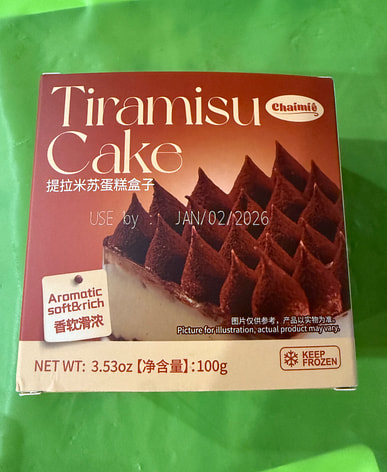 Tiramisu
Chaimie
Cake
提拉米苏蛋糕盒子
USE by : JAN/02/2026
Aromatic
soft&rich
香软滑浓
图片仅供参考，产品以实物为准。
Picture for illustration, actual product may vary.
NET WT: 3.53oz【净含量】:100g
KEEP
FROZEN